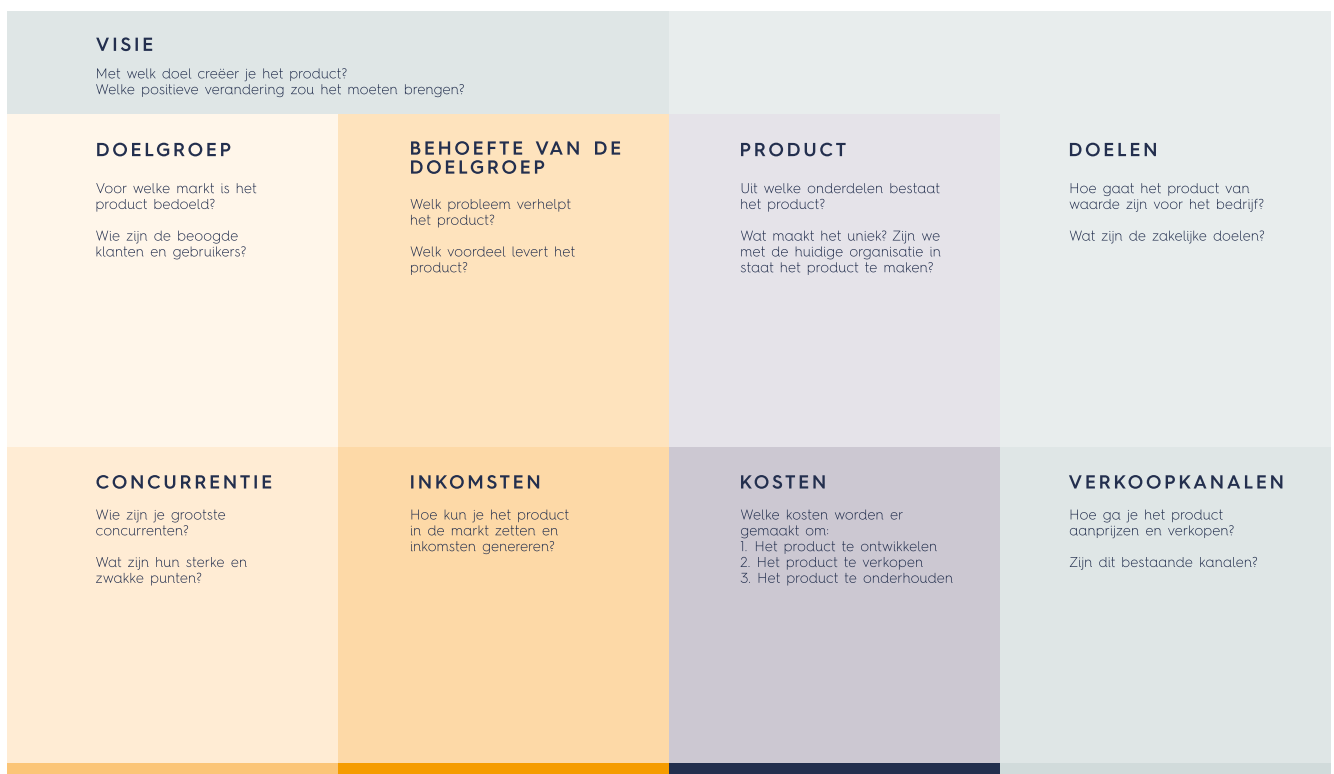 VISIE
Met welk doel creëer je het product?
Welke positieve verandering zou het moeten brengen?
DOELGROEP
Voor welke markt is het
product bedoeld?
Wie zijn de beoogde
klanten en gebruikers?
BEHOEFTE VAN DE
DOELGROEP
Welk probleem verhelpt
het product?
Welk voordeel levert het
product?
PRODUCT
Uit welke onderdelen bestaat
het product?
Wat maakt het uniek? Zijn we
met de huidige organisatie in
staat het product te maken?
DOELEN
Hoe gaat het product van
waarde zijn voor het bedrijf?
Wat zijn de zakelijke doelen?
CONCURRENTIE
Wie zijn je grootste
concurrenten?
Wat zijn hun sterke en
zwakke punten?
INKOMSTEN
Hoe kun je het product
in de markt zetten en
inkomsten genereren?
KOSTEN
Welke kosten worden er
gemaakt om:
1. Het product te ontwikkelen
2. Het product te verkopen
3. Het product te onderhouden
VERKOOPKANALEN
Hoe ga je het product
aanprijzen en verkopen?
Zijn dit bestaande kanalen?